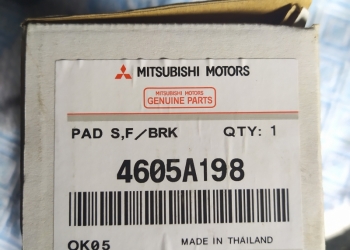 MITSUBISHI MOTORS
MITSUBISHI MOTORS
GENUINE PARTS
PAD S,F/BRK QTY: 1
4605A198
OK05 MADE IN THAILAND